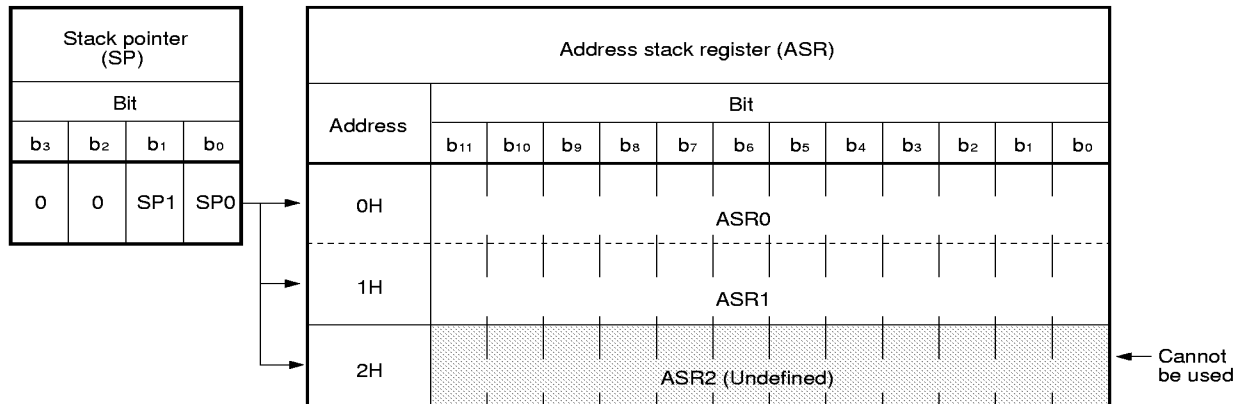 Stack pointer
(SP)
Bit
b₃ b₂ b₁ b₀
0 0 SP1 SP0
Address stack register (ASR)
Address
Bit
b₁₁ b₁₀ b₉ b₈ b₇ b₆ b₅ b₄ b₃ b₂ b₁ b₀
0H
ASR0
1H
ASR1
2H
ASR2 (Undefined)
Cannot
be used